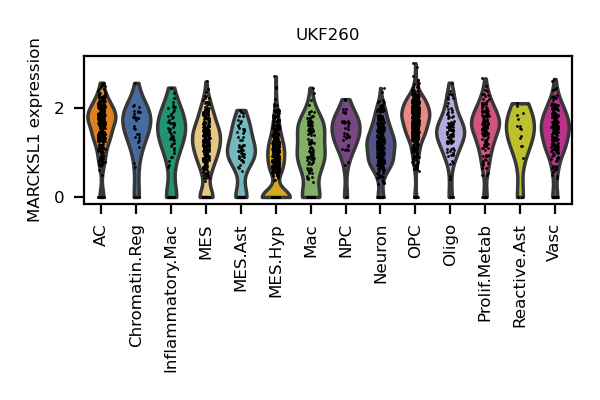 UKF260
MARCKSL1 expression
2
0
AC
Chromatin.Reg
Inflammatory.Mac
MES
MES.Ast
MES.Hyp
Mac
NPC
Neuron
OPC
Oligo
Prolif.Metab
Reactive.Ast
Vasc